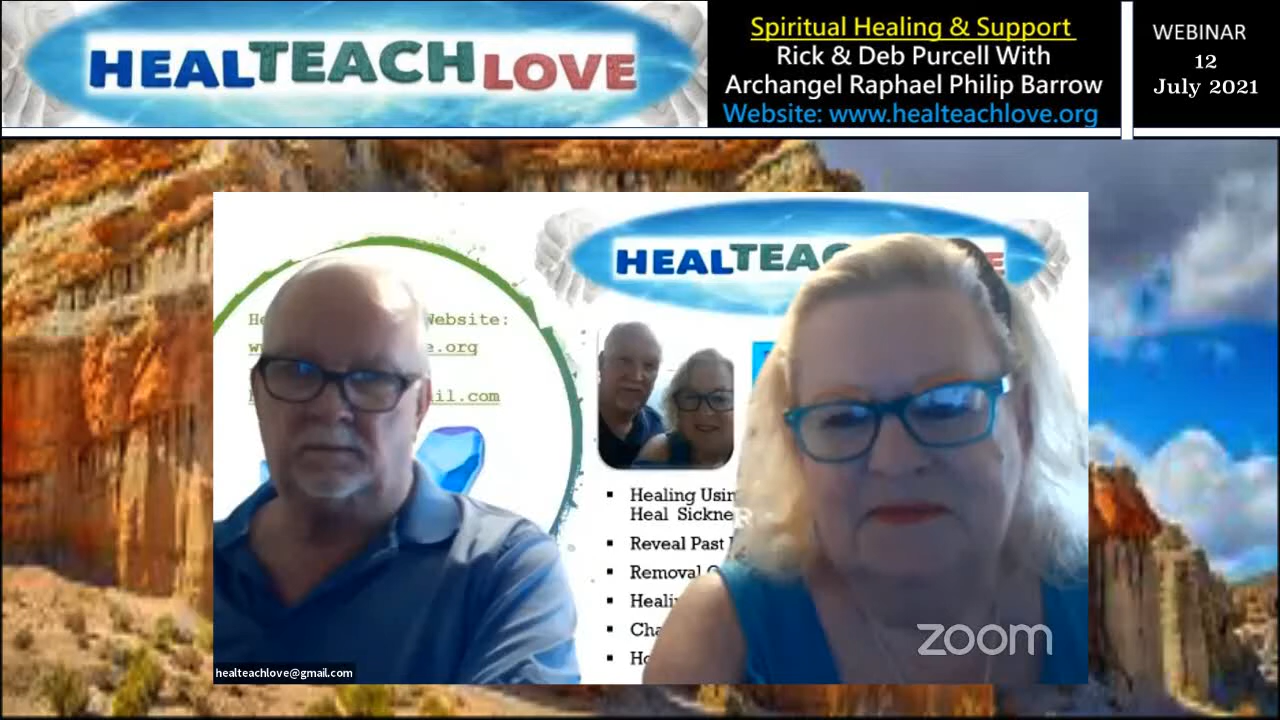 HEALTEACHLOVE
Spiritual Healing & Support
Rick & Deb Purcell With
Archangel Raphael Philip Barrow
Website: www.healteachlove.org
WEBINAR
12
July 2021
Website:
e.org
ail.com
HEALTEAC E
▪ Healing Usin
Heal Sickne
▪ Reveal Past
▪ Removal
▪ Heali
▪ Cha
▪ Ho
zoom
healteachlove@gmail.com